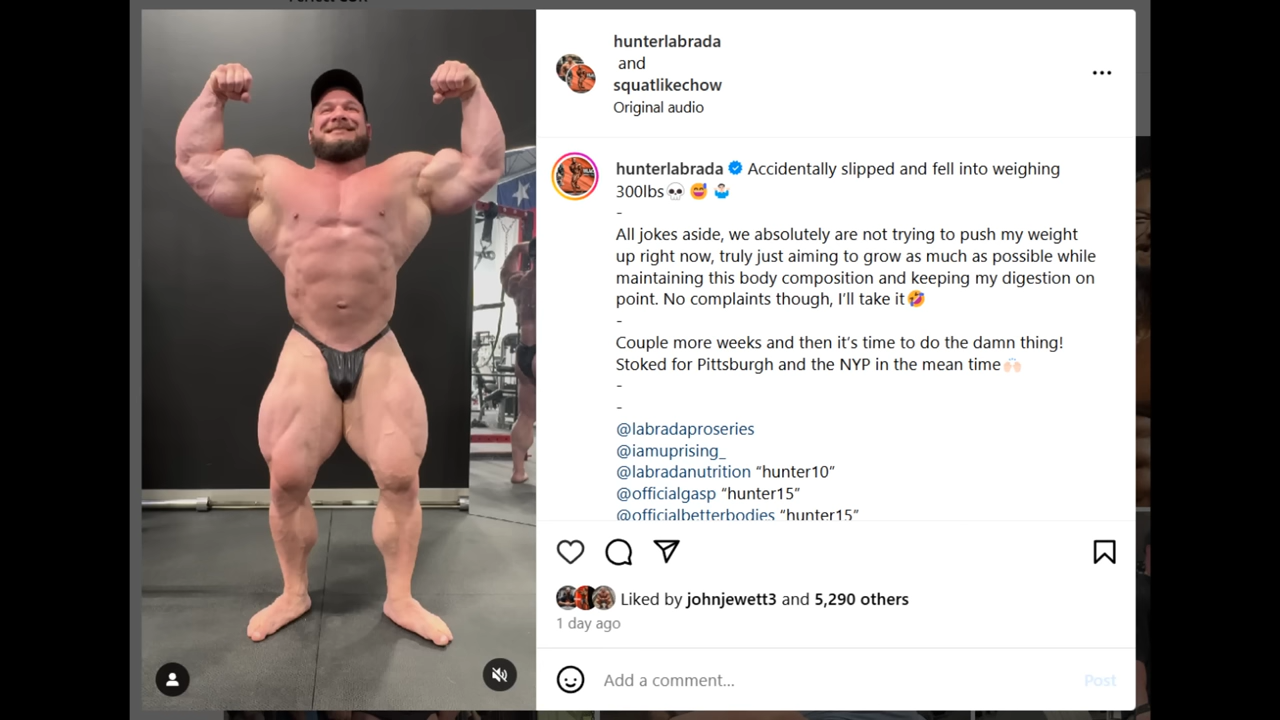 hunterlabrada
and
squatlikechow
Original audio
hunterlabrada Accidentally slipped and fell into weighing
300lbs💀 😅 🤷🏻‍♂️
-
All jokes aside, we absolutely are not trying to push my weight
up right now, truly just aiming to grow as much as possible while
maintaining this body composition and keeping my digestion on
point. No complaints though, I’ll take it🤣
-
Couple more weeks and then it’s time to do the damn thing!
Stoked for Pittsburgh and the NYP in the mean time🙌🏻
-
-
@labradaproseries
@iamuprising_
@labradanutrition “hunter10”
@officialgasp “hunter15”
@officialbetterbodies “hunter15”
Liked by johnjewett3 and 5,290 others
1 day ago
Add a comment...
Post